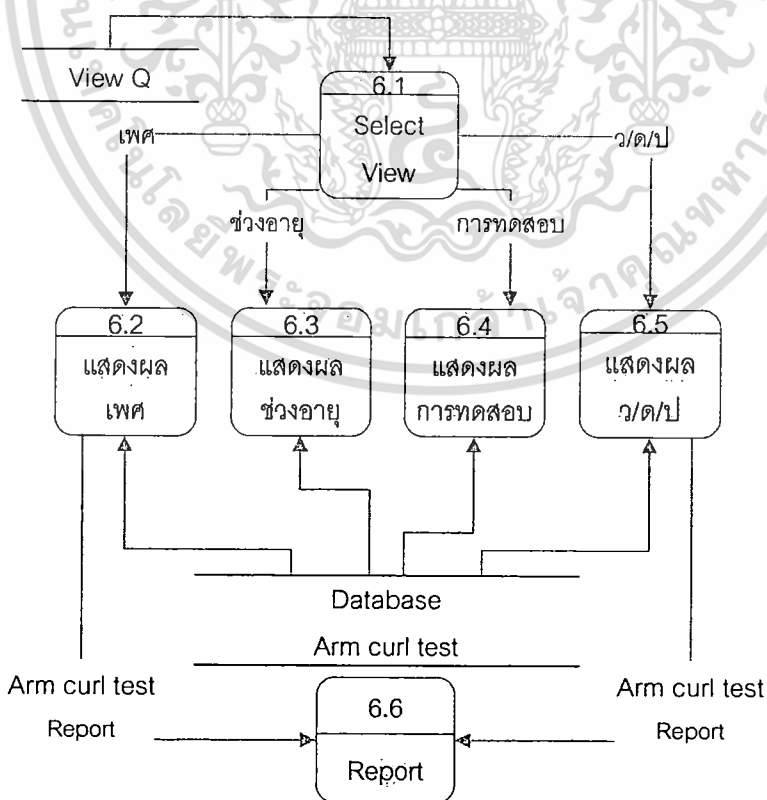 View Q
6.1
Select
View
เพศ
ว/ด/ป
ช่วงอายุ
การทดสอบ
6.2
แสดงผล
เพศ
6.3
แสดงผล
ช่วงอายุ
6.4
แสดงผล
การทดสอบ
6.5
แสดงผล
ว/ด/ป
Database
Arm curl test
Arm curl test
Report
6.6
Report
Arm curl test
Report